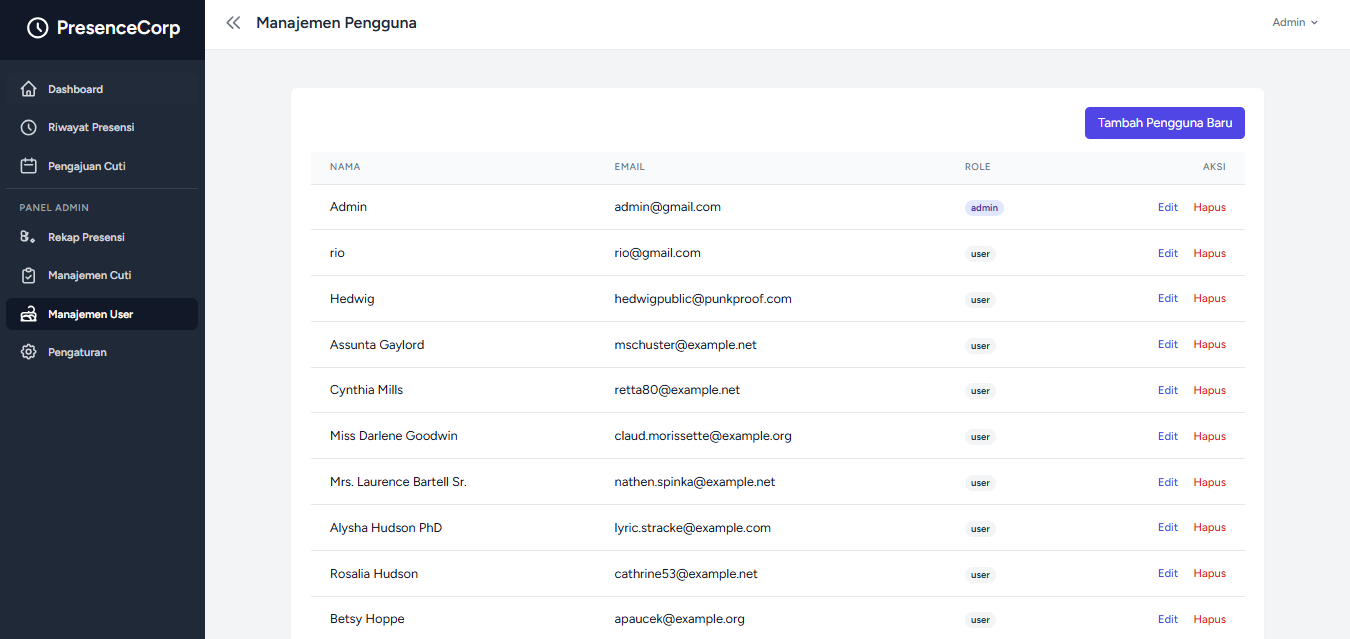 PresenceCorp
Manajemen Pengguna
Admin
Dashboard
Riwayat Presensi
Pengajuan Cuti
PANEL ADMIN
Rekap Presensi
Manajemen Cuti
Manajemen User
Pengaturan
Tambah Pengguna Baru
NAMA EMAIL ROLE AKSI
Admin admin@gmail.com admin Edit Hapus
rio rio@gmail.com user Edit Hapus
Hedwig hedwigpublic@punkproof.com user Edit Hapus
Assunta Gaylord mschuster@example.net user Edit Hapus
Cynthia Mills retta80@example.net user Edit Hapus
Miss Darlene Goodwin claud.morissette@example.org user Edit Hapus
Mrs. Laurence Bartell Sr. nathen.spinka@example.net user Edit Hapus
Alysha Hudson PhD lyric.stracke@example.com user Edit Hapus
Rosalia Hudson cathrine53@example.net user Edit Hapus
Betsy Hoppe apaucek@example.org user Edit Hapus